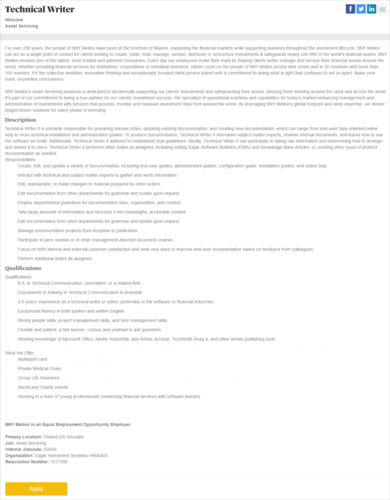 Technical Writer
Wroclaw
Asset Servicing
For over 230 years, the people of BNY Mellon have been at the forefront of finance, expanding the financial markets while supporting investors throughout the investment lifecycle. BNY Mellon
can act as a single point of contact for clients looking to create, trade, hold, manage, service, distribute or restructure investments & safeguards nearly one-fifth of the world's financial assets. BNY
Mellon remains one of the safest, most trusted and admired companies. Every day our employees make their mark by helping clients better manage and service their financial assets around the
world. Whether providing financial services for institutions, corporations or individual investors, clients count on the people of BNY Mellon across time zones and in 35 countries and more than
100 markets. It's the collective ambition, innovative thinking and exceptionally focused client service paired with a commitment to doing what is right that continues to set us apart. Make your
mark: bnymellon.com/careers.
BNY Mellon's Asset Servicing business is dedicated to dynamically supporting our clients' investments and safeguarding their assets, keeping them working around the clock and across the world.
It's part of our commitment to being a true partner for our clients' investment success. We specialize in operational solutions and capabilities for today's market enhancing management and
administration of investments with services that process, monitor and measure investment data from around the world. By leveraging BNY Mellon's global footprint and deep expertise, we deliver
insight driven solutions for every phase of investing.
Description
Technical Writer II is primarily responsible for preparing release notes, updating existing documentation, and creating new documentation, which can range from end-user task-oriented online
help to more technical installation and administration guides. To produce documentation, Technical Writer II interviews subject matter experts, reviews internal documents, and learns how to use
the software we build. Additionally, Technical Writer II adheres to established style guidelines. Ideally, Technical Writer II can participate in taking raw information and determining how to arrange
and deliver it to users. Technical Writer II performs other duties as assigned, including editing Eagle Software Bulletins (ESBs) and Knowledge Base Articles, or creating other types of product
documentation as needed.
Responsibilities
Create, edit, and update a variety of documentation, including end user guides, administration guides, configuration guide, installation guides, and online help.
Interact with technical and subject matter experts to gather and verify information
Edit, standardize, or make changes to material prepared by other writers.
Edit documentation from other departments for grammar and syntax upon request.
Employ departmental guidelines for documentation style, organization, and content.
Take large amounts of information and structure it into meaningful, accessible content
Edit documentation from other departments for grammar and syntax upon request.
Manage documentation projects from inception to publication.
Participate in peer reviews or in other management-directed document reviews.
Focus on both internal and external customer satisfaction and seek new ways to improve end user documentation based on feedback from colleagues.
Perform additional duties as assigned.
Qualifications
Qualifications
B.A. in Technical Communication, Journalism, or a related field.
Coursework or training in Technical Communication is desirable.
3-5 years' experience as a technical writer or editor, preferably in the software or financial industries.
Exceptional fluency in both spoken and written English.
Strong people skills, project management skills, and time management skills.
Flexible and patient; a fast learner; curious and unafraid to ask questions.
Working knowledge of Microsoft Office, Adobe RoboHelp, and Adobe Acrobat, TechSmith Snag-It, and other similar publishing tools.
What We Offer
Multisport card
Private Medical Cover
Group Life Insurance
Social and Charity events
Working in a team of young professionals connecting financial services with software industry
BNY Mellon is an Equal Employment Opportunity Employer.
Primary Location: Poland-DS-Wroclaw
Job: Asset Servicing
Internal Jobcode:
Organization: Eagle Investment Systems-HR06405
Requisition Number:
Apply